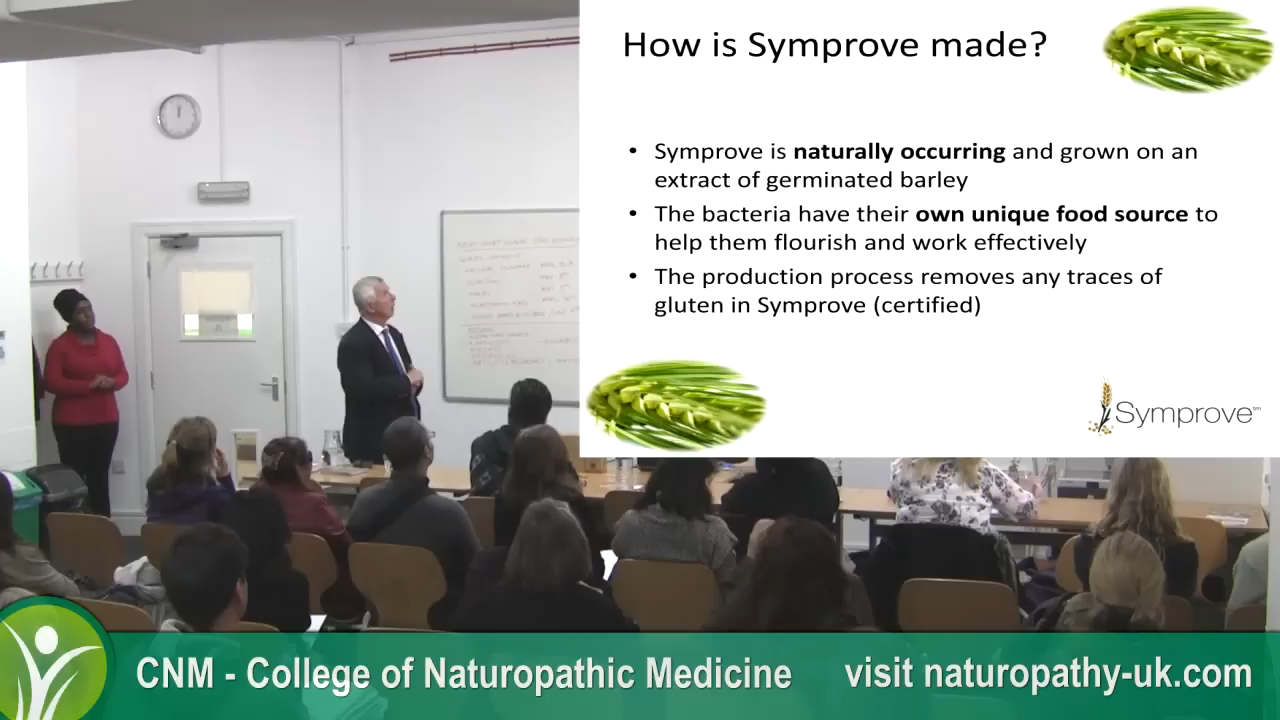 How is Symprove made?
• Symprove is naturally occurring and grown on an
extract of germinated barley
• The bacteria have their own unique food source to
help them flourish and work effectively
• The production process removes any traces of
gluten in Symprove (certified)
Symprove™
CNM - College of Naturopathic Medicine visit naturopathy-uk.com